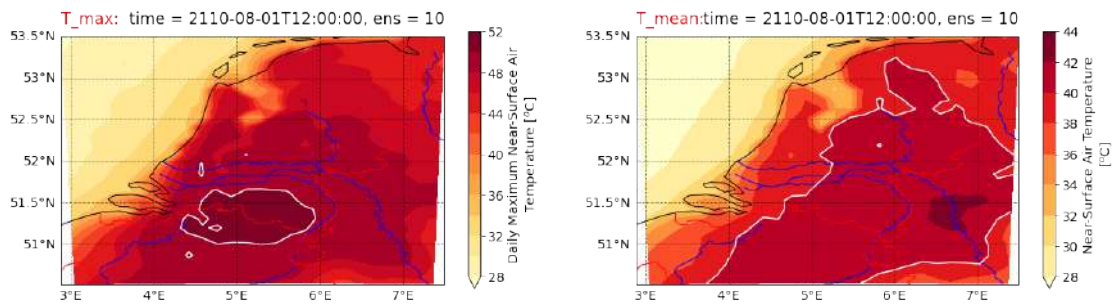 T_max: time = 2110-08-01T12:00:00, ens = 10
53.5°N
53°N
52.5°N
52°N
51.5°N
51°N
3°E 4°E 5°E 6°E 7°E
52
48
44
40
36
32
28
Daily Maximum Near-Surface Air
Temperature [°C]
T_mean:time = 2110-08-01T12:00:00, ens = 10
53.5°N
53°N
52.5°N
52°N
51.5°N
51°N
3°E 4°E 5°E 6°E 7°E
44
42
40
38
36
34
32
30
28
Near-Surface Air Temperature
[°C]